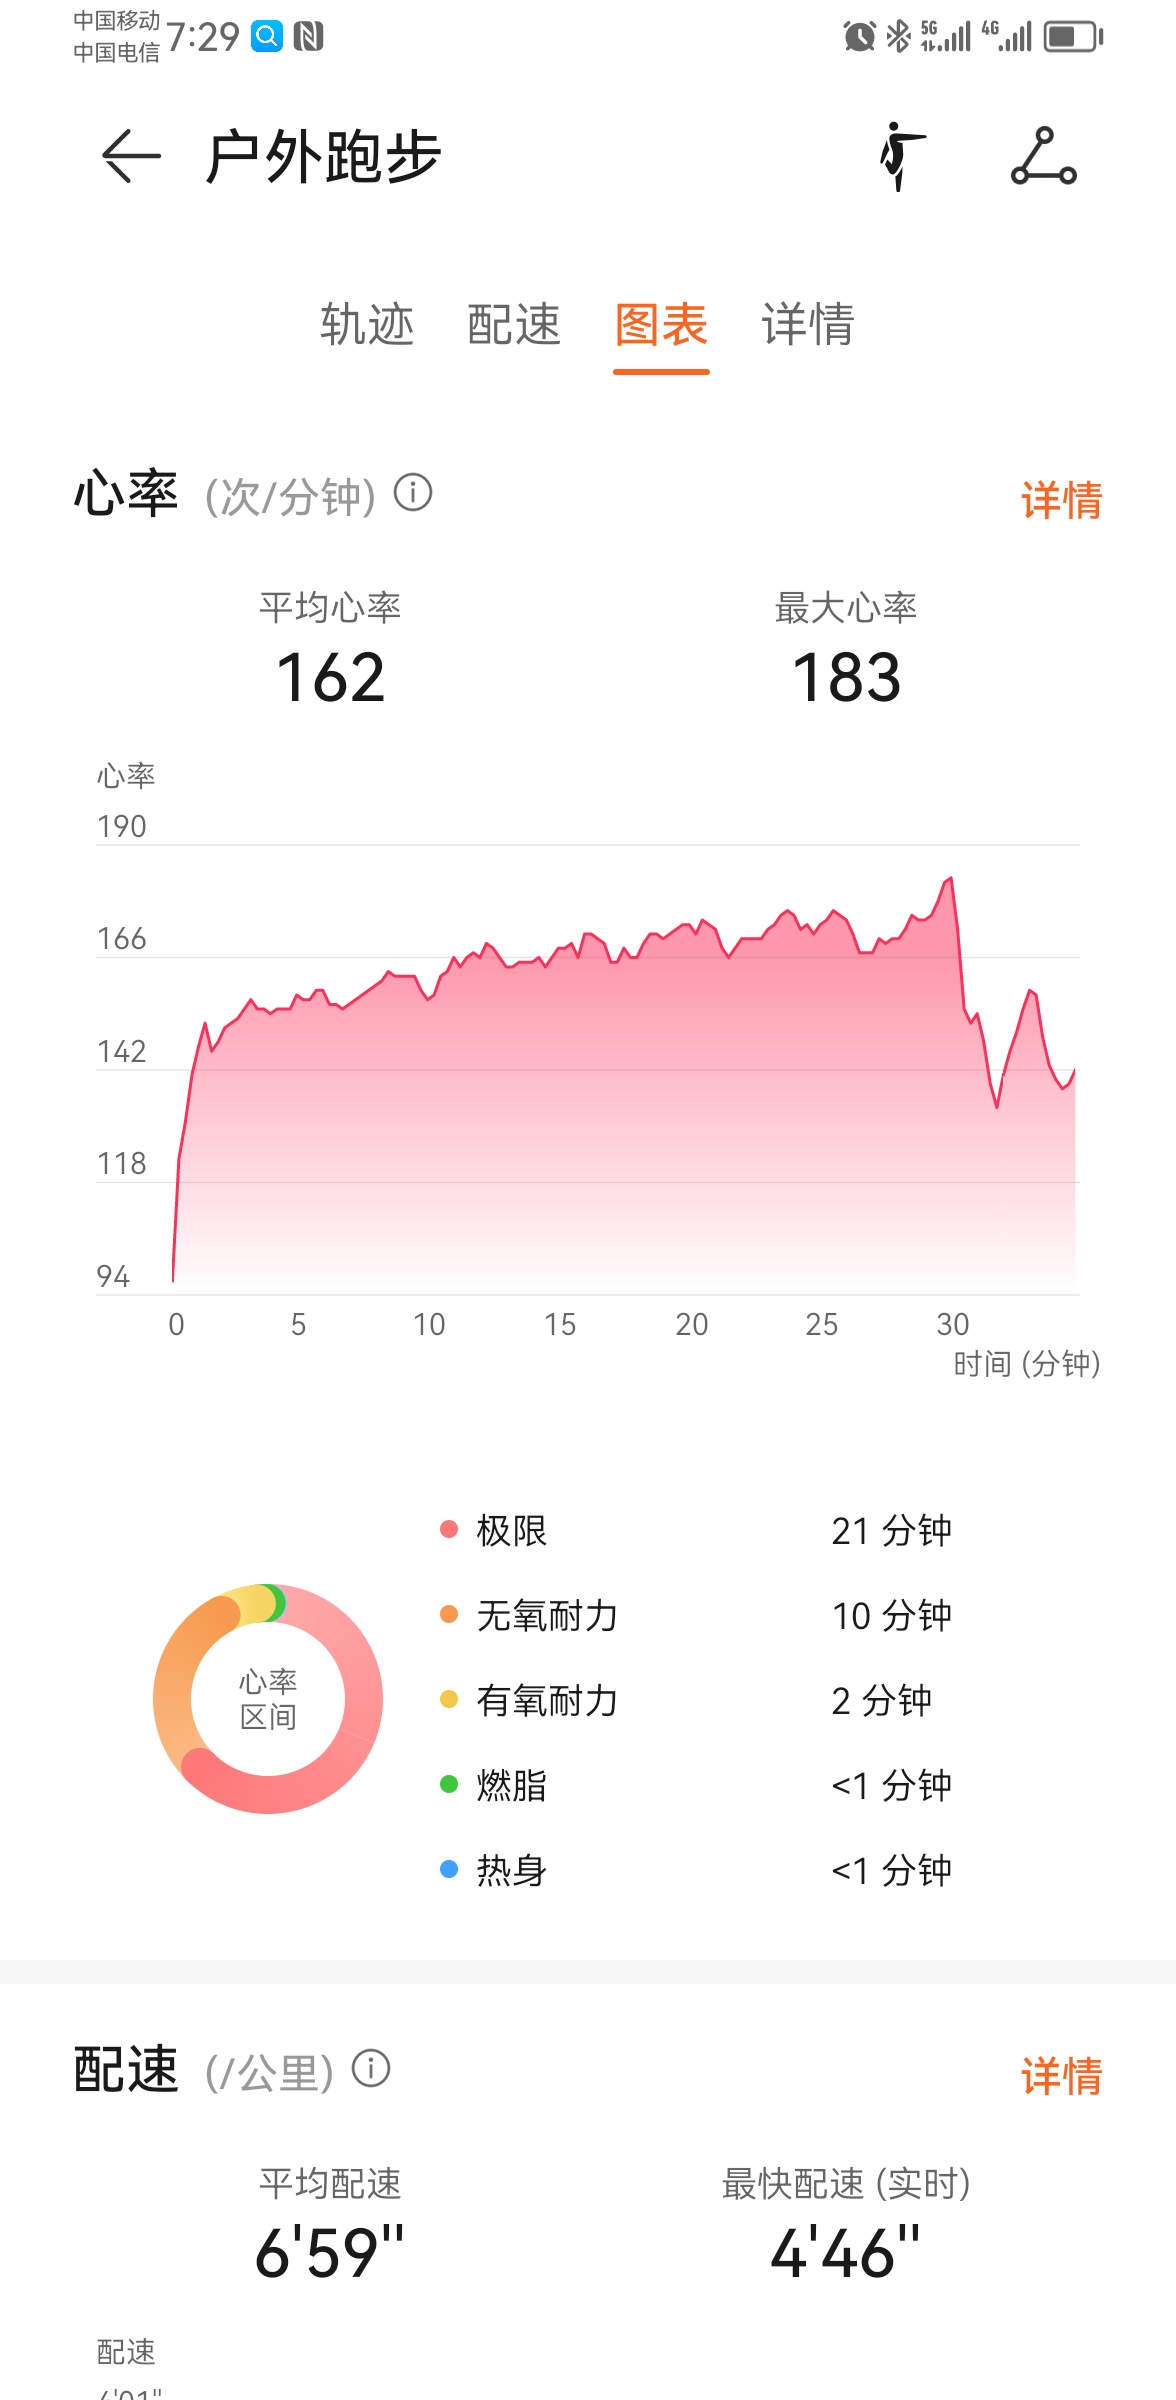 中国移动
中国电信
7:29
5G
4G
户外跑步
轨迹 配速 图表 详情
心率 (次/分钟) 详情
平均心率 最大心率
162 183
心率
190
166
142
118
94
0 5 10 15 20 25 30
时间 (分钟)
心率
区间
极限 21 分钟
无氧耐力 10 分钟
有氧耐力 2 分钟
燃脂 <1 分钟
热身 <1 分钟
配速 (/公里) 详情
平均配速 最快配速 (实时)
6'59" 4'46"
配速